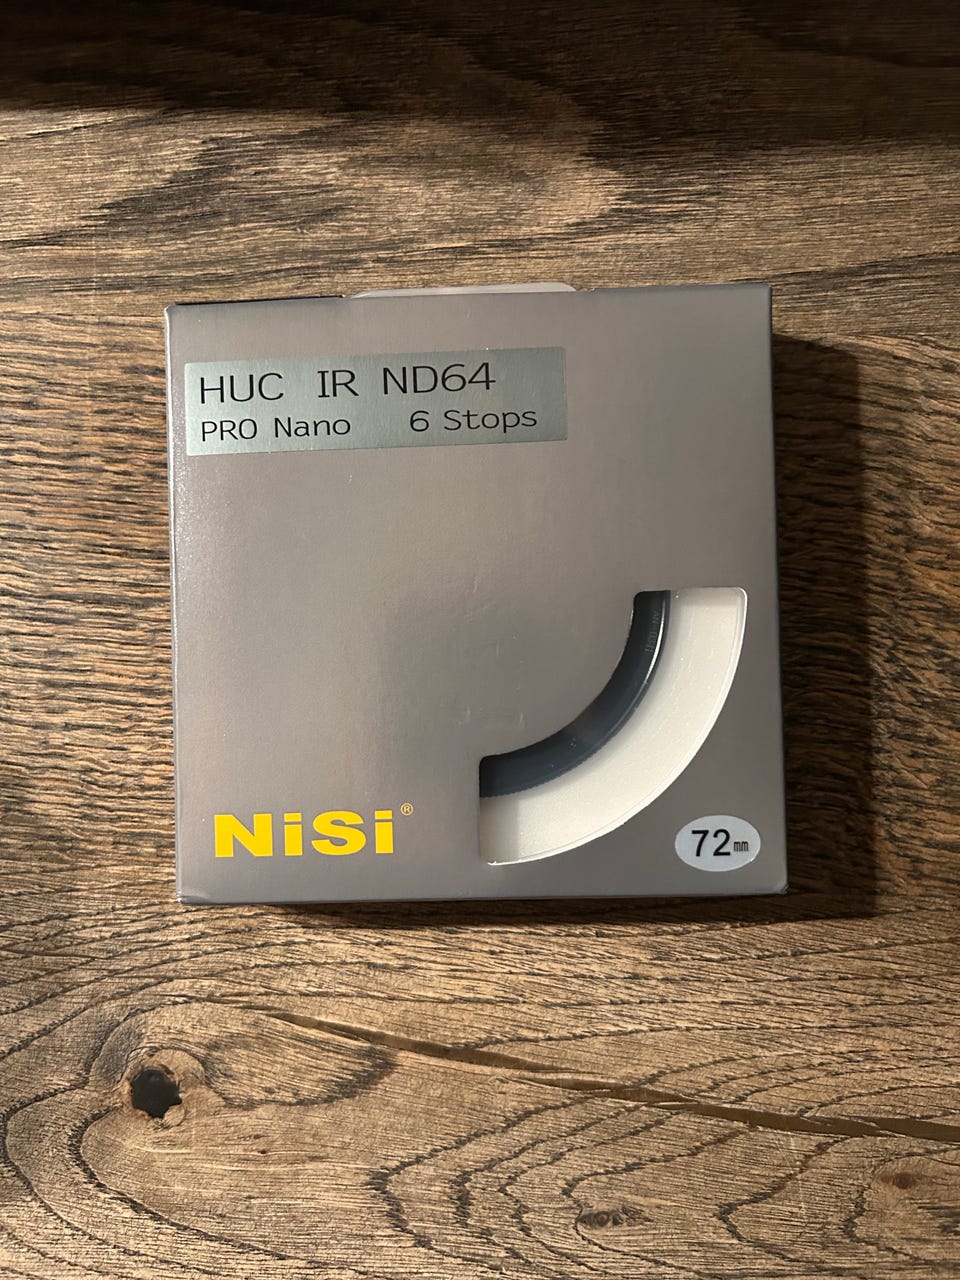 HUC IR ND64
PRO Nano 6 Stops
NiSi®
72mm